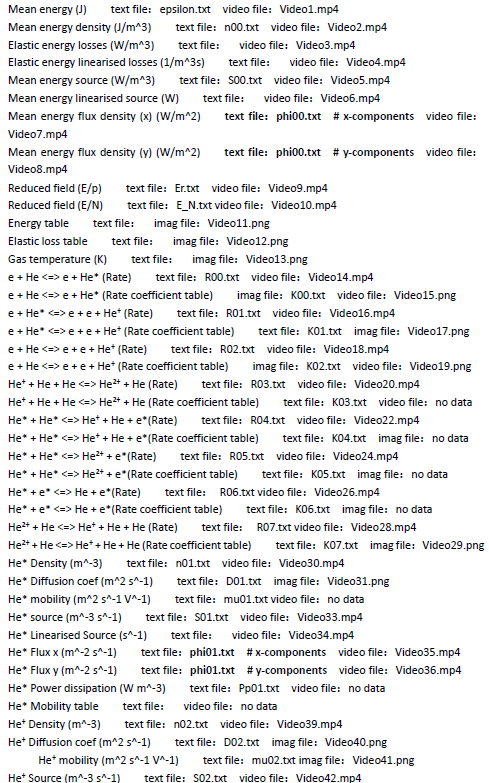 Mean energy (J)　　text file：epsilon.txt　video file：Video1.mp4
Mean energy density (J/m^3)　　text file：n00.txt　video file：Video2.mp4
Elastic energy losses (W/m^3)　　text file：　video file：Video3.mp4
Elastic energy linearised losses (1/m^3s)　　text file：　video file：Video4.mp4
Mean energy source (W/m^3)　　text file：S00.txt　video file：Video5.mp4
Mean energy linearised source (W)　　text file：　video file：Video6.mp4
Mean energy flux density (x) (W/m^2)　　text file：phi00.txt　# x-components　video file：
Video7.mp4
Mean energy flux density (y) (W/m^2)　　text file：phi00.txt　# y-components　video file：
Video8.mp4
Reduced field (E/p)　　text file：Er.txt　video file：Video9.mp4
Reduced field (E/N)　　text file：E_N.txt video file：Video10.mp4
Energy table　　text file：　imag file：Video11.png
Elastic loss table　　text file：　imag file：Video12.png
Gas temperature (K)　　text file：　imag file：Video13.png
e + He <=> e + He* (Rate)　　text file：R00.txt　video file：Video14.mp4
e + He <=> e + He* (Rate coefficient table)　　imag file：K00.txt　video file：Video15.png
e + He* <=> e + e + He⁺ (Rate)　　text file：R01.txt　video file：Video16.mp4
e + He* <=> e + e + He⁺ (Rate coefficient table)　　text file：K01.txt　imag file：Video17.png
e + He <=> e + e + He⁺ (Rate)　　text file：R02.txt　video file：Video18.mp4
e + He <=> e + e + He⁺ (Rate coefficient table)　　imag file：K02.txt　video file：Video19.png
He⁺ + He + He <=> He²⁺ + He (Rate)　　text file：R03.txt　video file：Video20.mp4
He⁺ + He + He <=> He²⁺ + He (Rate coefficient table)　　text file：K03.txt　video file：no data
He* + He* <=> He⁺ + He + e*(Rate)　　text file：R04.txt　video file：Video22.mp4
He* + He* <=> He⁺ + He + e*(Rate coefficient table)　　text file：K04.txt　imag file：no data
He* + He* <=> He²⁺ + e*(Rate)　　text file：R05.txt　video file：Video24.mp4
He* + He* <=> He²⁺ + e*(Rate coefficient table)　　text file：K05.txt　imag file：no data
He* + e* <=> He + e*(Rate)　　text file：R06.txt video file：Video26.mp4
He* + e* <=> He + e*(Rate coefficient table)　　text file：K06.txt　imag file：no data
He²⁺ + He <=> He⁺ + He + He (Rate)　　text file：　R07.txt video file：Video28.mp4
He²⁺ + He <=> He⁺ + He + He (Rate coefficient table)　　text file：K07.txt　imag file：Video29.png
He* Density (m^-3)　　text file：n01.txt　video file：Video30.mp4
He* Diffusion coef (m^2 s^-1)　　text file：D01.txt　imag file：Video31.png
He* mobility (m^2 s^-1 V^-1)　　text file：mu01.txt video file：no data
He* source (m^-3 s^-1)　　text file：S01.txt　video file：Video33.mp4
He* Linearised Source (s^-1)　　text file：　　video file：Video34.mp4
He* Flux x (m^-2 s^-1)　　text file：phi01.txt　# x-components　video file：Video35.mp4
He* Flux y (m^-2 s^-1)　　text file：phi01.txt　# y-components　video file：Video36.mp4
He* Power dissipation (W m^-3)　　text file：Pp01.txt　video file：no data
He* Mobility table　　text file：　　video file：no data
He⁺ Density (m^-3)　　text file：n02.txt　video file：Video39.mp4
He⁺ Diffusion coef (m^2 s^-1)　　text file：D02.txt　imag file：Video40.png
He⁺ mobility (m^2 s^-1 V^-1)　　text file：mu02.txt imag file：Video41.png
He⁺ Source (m^-3 s^-1)　　text file：S02.txt　video file：Video42.mp4